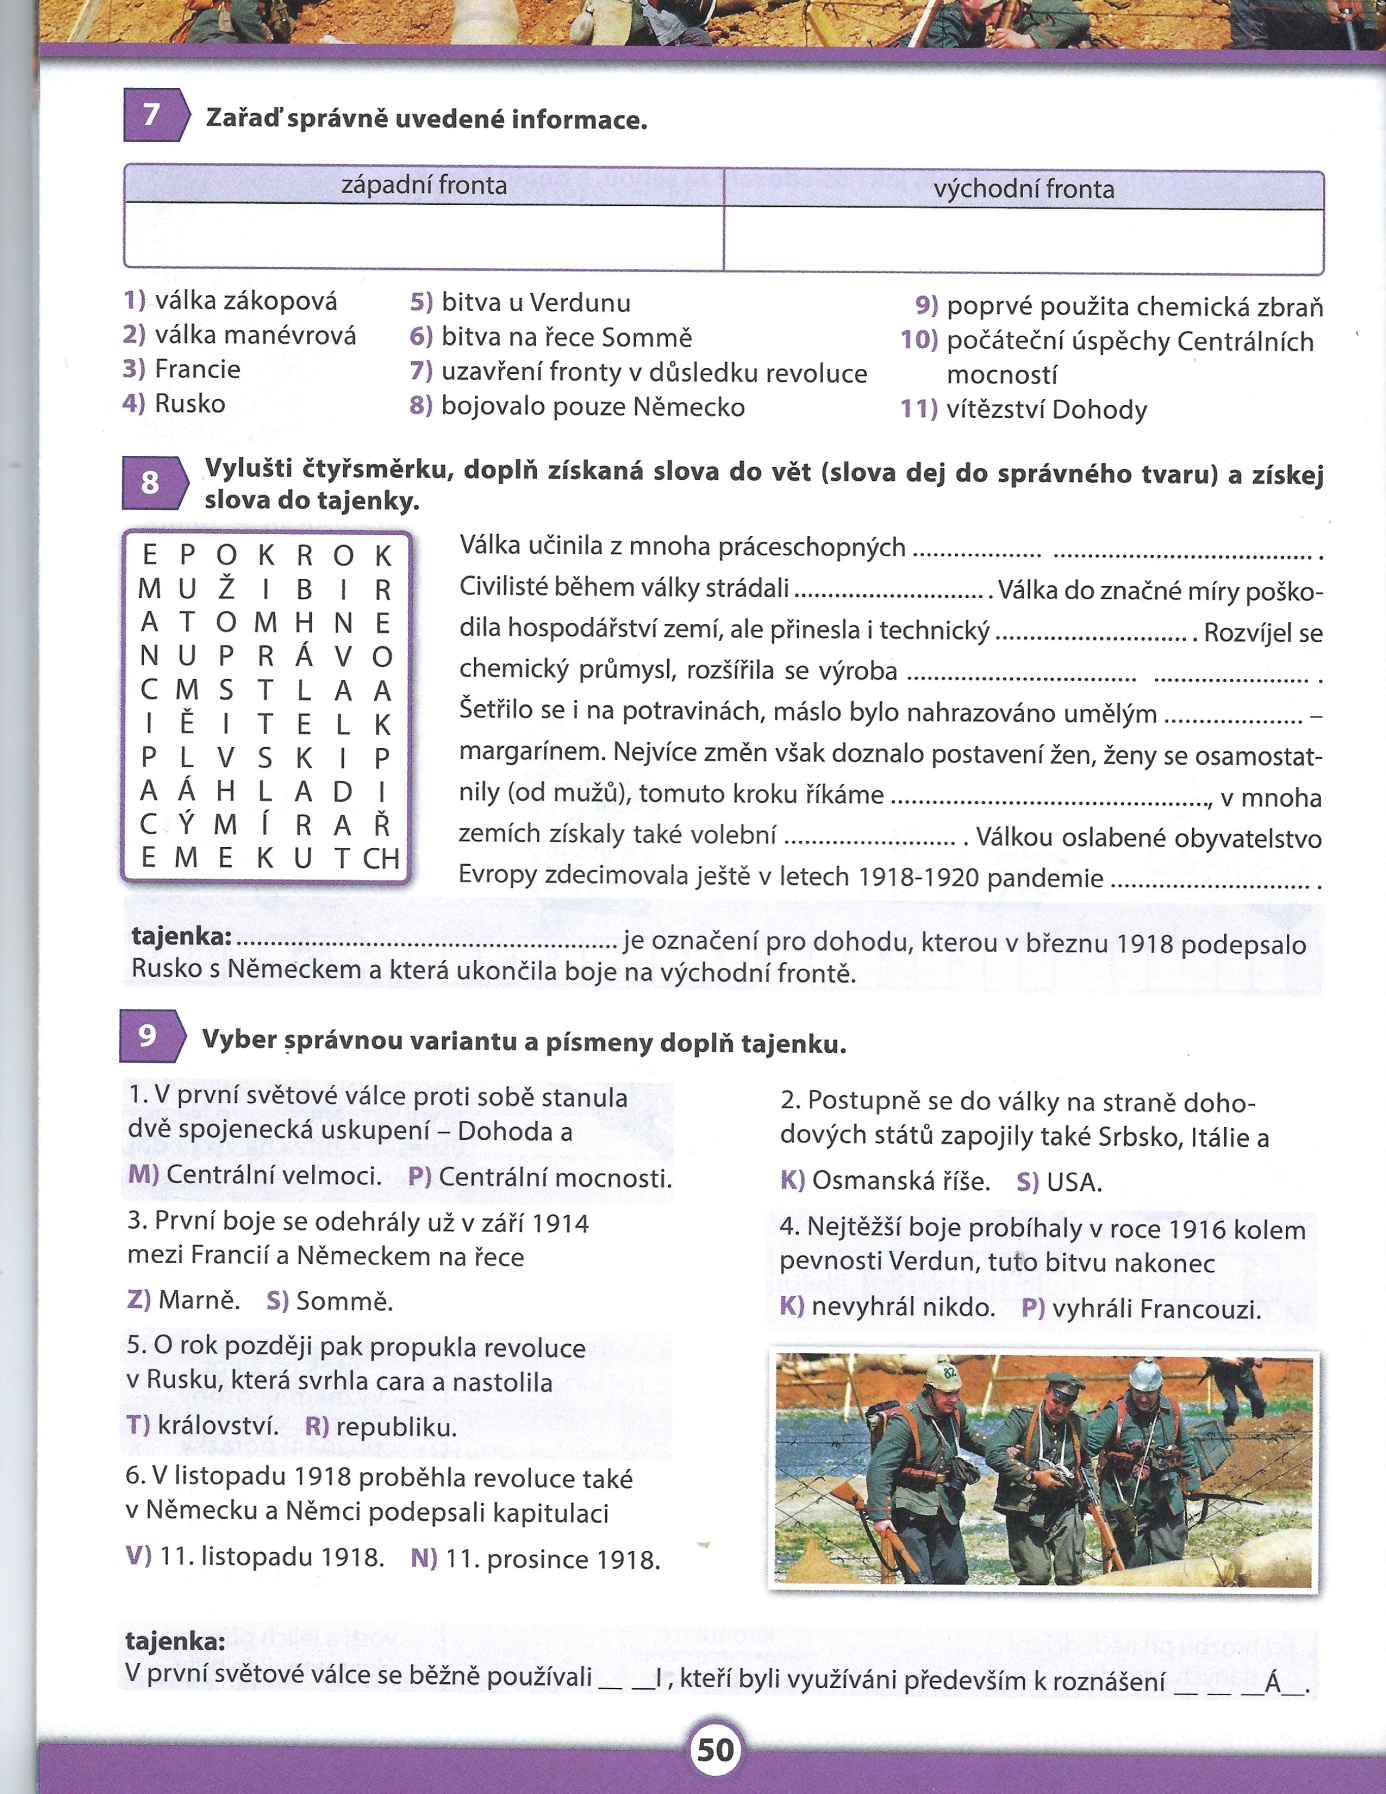 7 Zařaď správně uvedené informace.
západní fronta východní fronta
1) válka zákopová 5) bitva u Verdunu 9) poprvé použita chemická zbraň
2) válka manévrová 6) bitva na řece Sommě 10) počáteční úspěchy Centrálních
3) Francie 7) uzavření fronty v důsledku revoluce mocností
4) Rusko 8) bojovalo pouze Německo 11) vítězství Dohody
8 Vylušti čtyřsměrku, doplň získaná slova do vět (slova dej do správného tvaru) a získej
slova do tajenky.
E P O K R O K
M U Ž I B I R
A T O M H N E
N U P R Á V O
C M S T L A A
I Ě I T E L K
P L V S K I P
A Á H L A D I
C Ý M Í R A Ř
E M E K U T CH
Válka učinila z mnoha práceschopných .................. ...................................... .
Civilisté během války strádali ............................ . Válka do značné míry poško-
dila hospodářství zemí, ale přinesla i technický ............................ . Rozvíjel se
chemický průmysl, rozšířila se výroba .................................. ....................... .
Šetřilo se i na potravinách, máslo bylo nahrazováno umělým .................... –
margarínem. Nejvíce změn však doznalo postavení žen, ženy se osamostat-
nily (od mužů), tomuto kroku říkáme ..............................................., v mnoha
zemích získaly také volební ......................... . Válkou oslabené obyvatelstvo
Evropy zdecimovala ještě v letech 1918-1920 pandemie ............................. .
tajenka: ........................................................ je označení pro dohodu, kterou v březnu 1918 podepsalo
Rusko s Německem a která ukončila boje na východní frontě.
9 Vyber správnou variantu a písmeny doplň tajenku.
1. V první světové válce proti sobě stanula
dvě spojenecká uskupení – Dohoda a
M) Centrální velmoci. P) Centrální mocnosti.
2. Postupně se do války na straně doho-
dových států zapojily také Srbsko, Itálie a
K) Osmanská říše. S) USA.
3. První boje se odehrály už v září 1914
mezi Francií a Německem na řece
Z) Marně. S) Sommě.
4. Nejtěžší boje probíhaly v roce 1916 kolem
pevnosti Verdun, tuto bitvu nakonec
K) nevyhrál nikdo. P) vyhráli Francouzi.
5. O rok později pak propukla revoluce
v Rusku, která svrhla cara a nastolila
T) království. R) republiku.
6. V listopadu 1918 proběhla revoluce také
v Německu a Němci podepsali kapitulaci
V) 11. listopadu 1918. N) 11. prosince 1918.
82
tajenka:
V první světové válce se běžně používali __ __I , kteří byli využíváni především k roznášení __ __ __Á__.
50